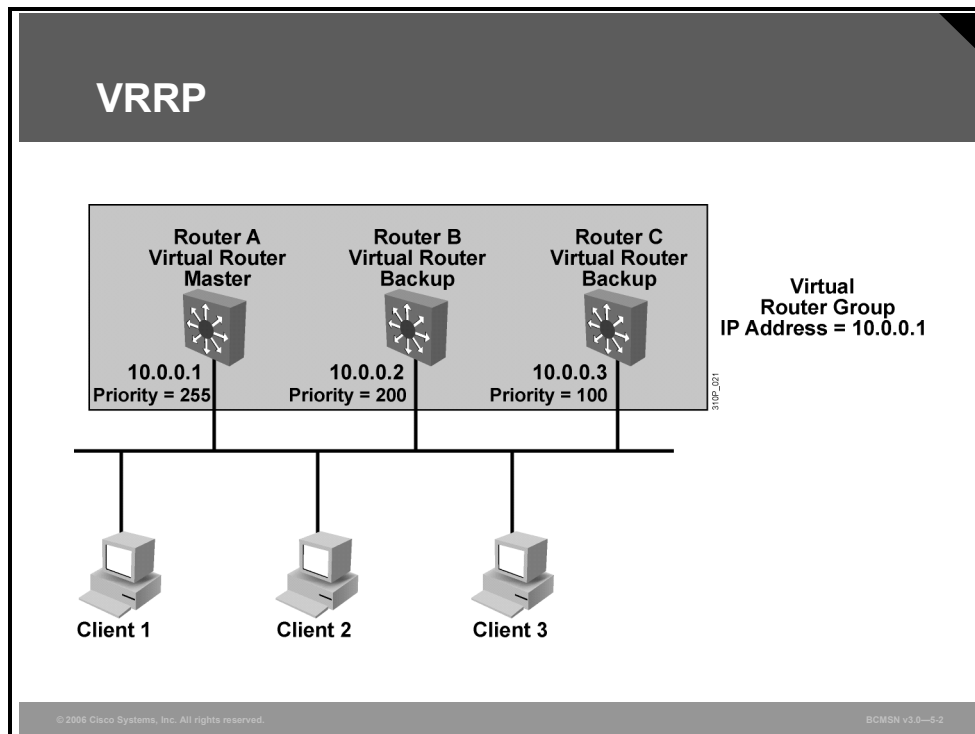 VRRP
Router A
Virtual Router
Master
Router B
Virtual Router
Backup
Router C
Virtual Router
Backup
Virtual
Router Group
IP Address = 10.0.0.1
10.0.0.1
Priority = 255
10.0.0.2
Priority = 200
10.0.0.3
Priority = 100
310P_021
Client 1
Client 2
Client 3
© 2006 Cisco Systems, Inc. All rights reserved.
BCMSN v3.0—5-2